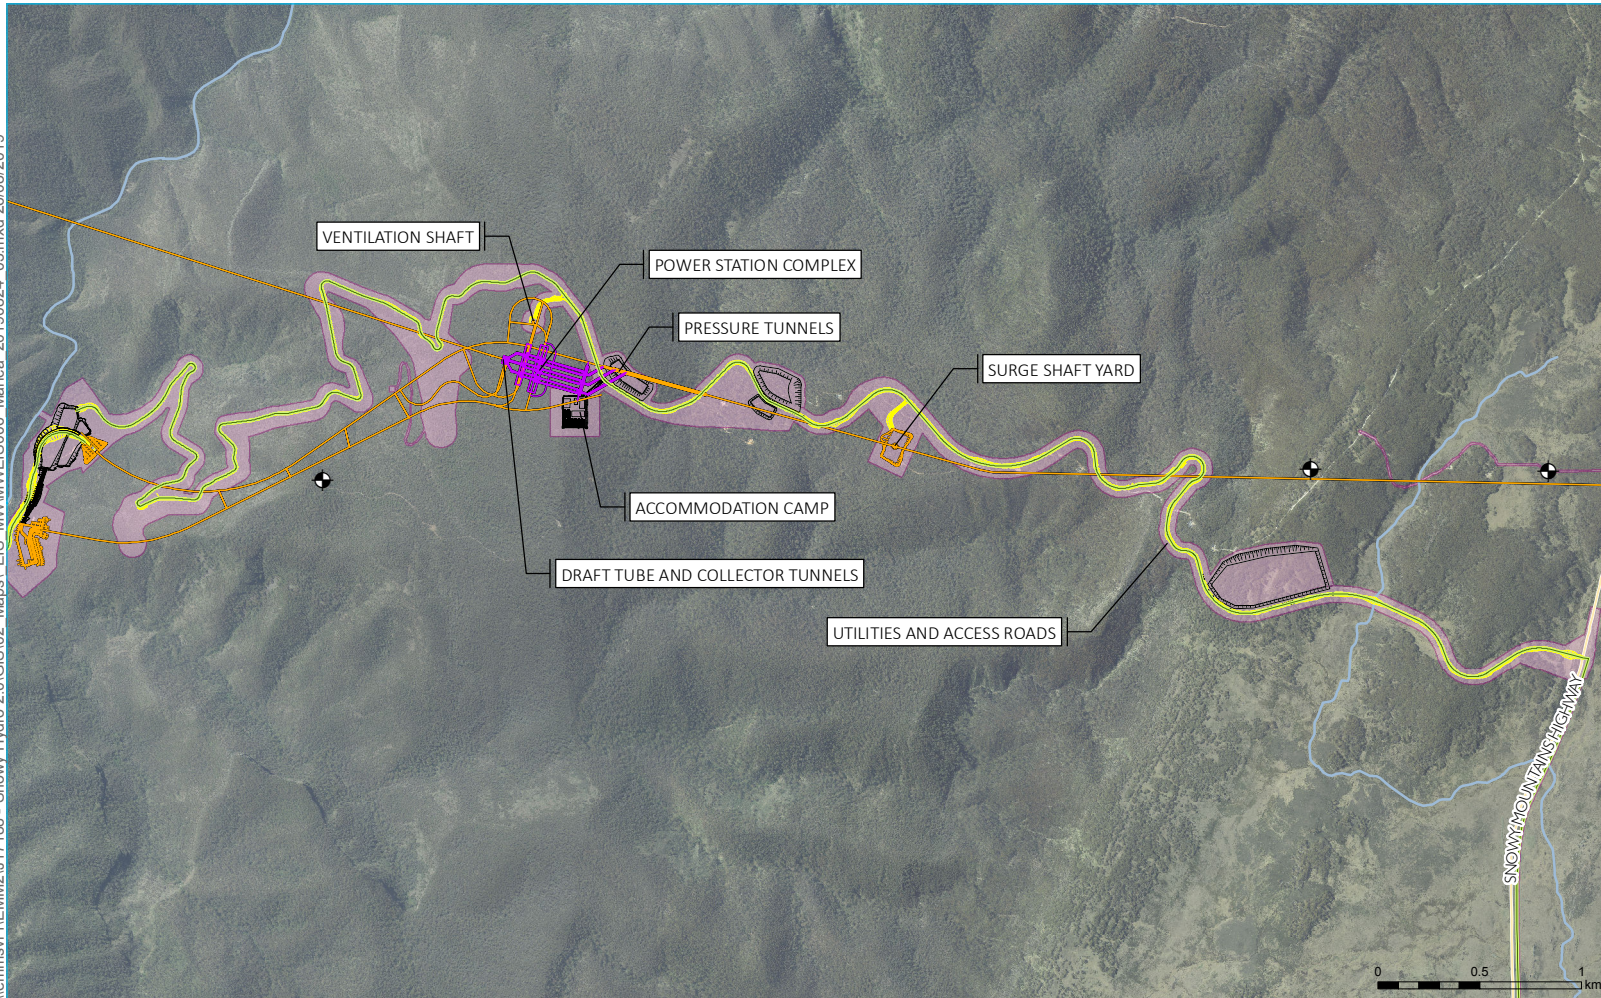 VENTILATION SHAFT
POWER STATION COMPLEX
PRESSURE TUNNELS
SURGE SHAFT YARD
ACCOMMODATION CAMP
DRAFT TUBE AND COLLECTOR TUNNELS
UTILITIES AND ACCESS ROADS
SNOWY MOUNTAINS HIGHWAY
0 0.5 1
km